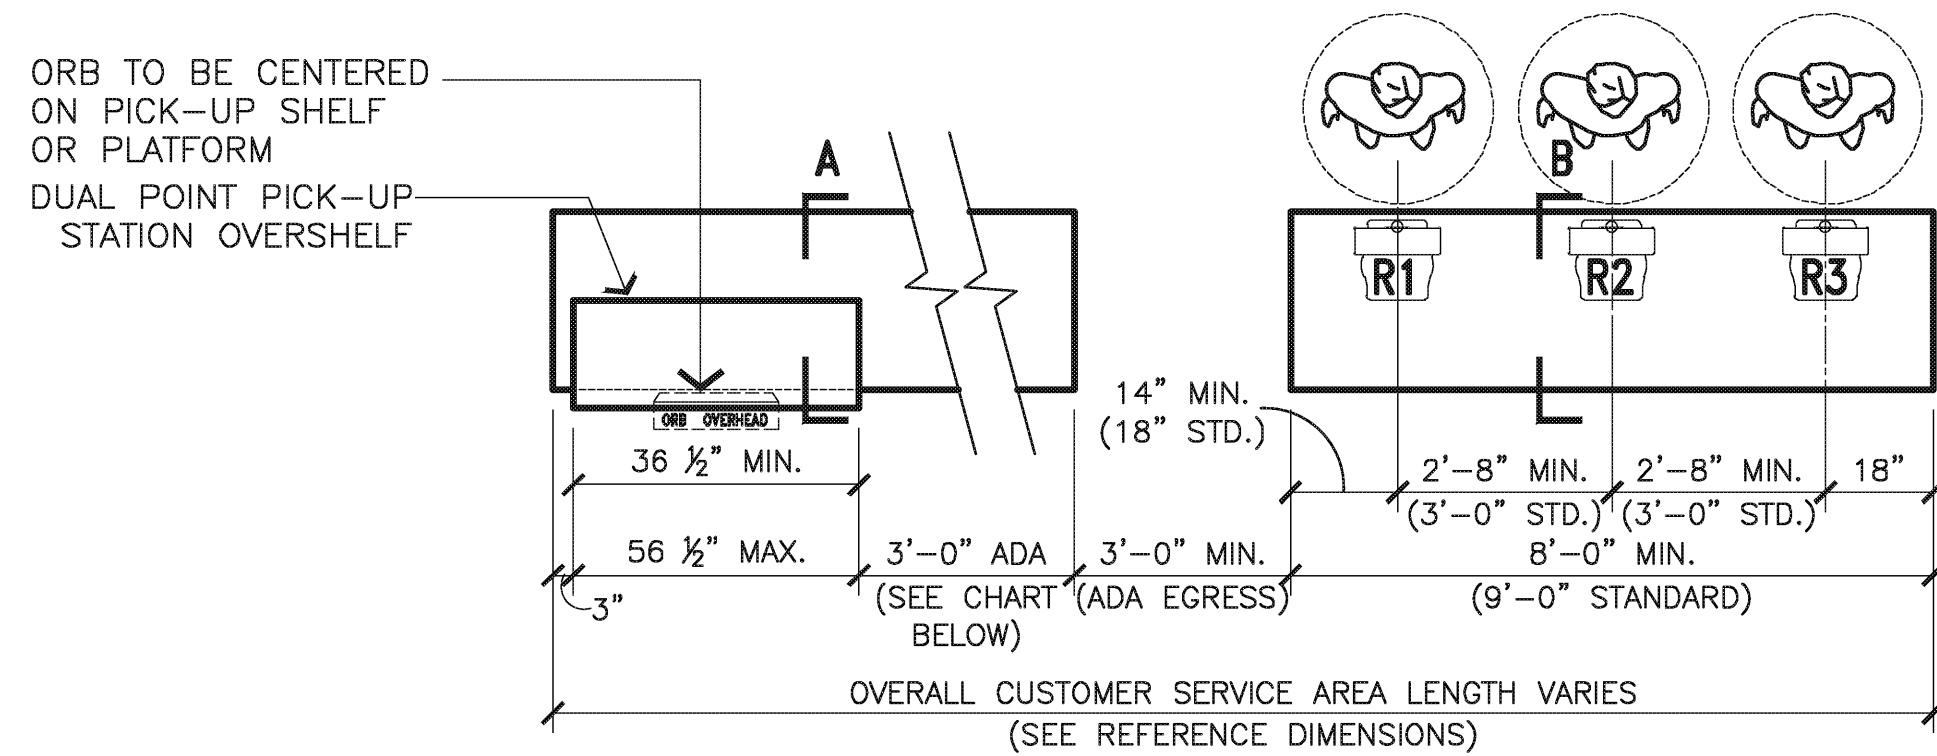 ORB TO BE CENTERED
ON PICK-UP SHELF
OR PLATFORM
DUAL POINT PICK-UP
STATION OVERSHELF
A
B
R1
R2
R3
ORB OVERHEAD
14" MIN.
(18" STD.)
36 ½" MIN.
2'-8" MIN.
(3'-0" STD.)
2'-8" MIN.
(3'-0" STD.)
18"
56 ½" MAX.
3'-0" ADA
(SEE CHART
BELOW)
3'-0" MIN.
(ADA EGRESS)
8'-0" MIN.
(9'-0" STANDARD)
3"
OVERALL CUSTOMER SERVICE AREA LENGTH VARIES
(SEE REFERENCE DIMENSIONS)